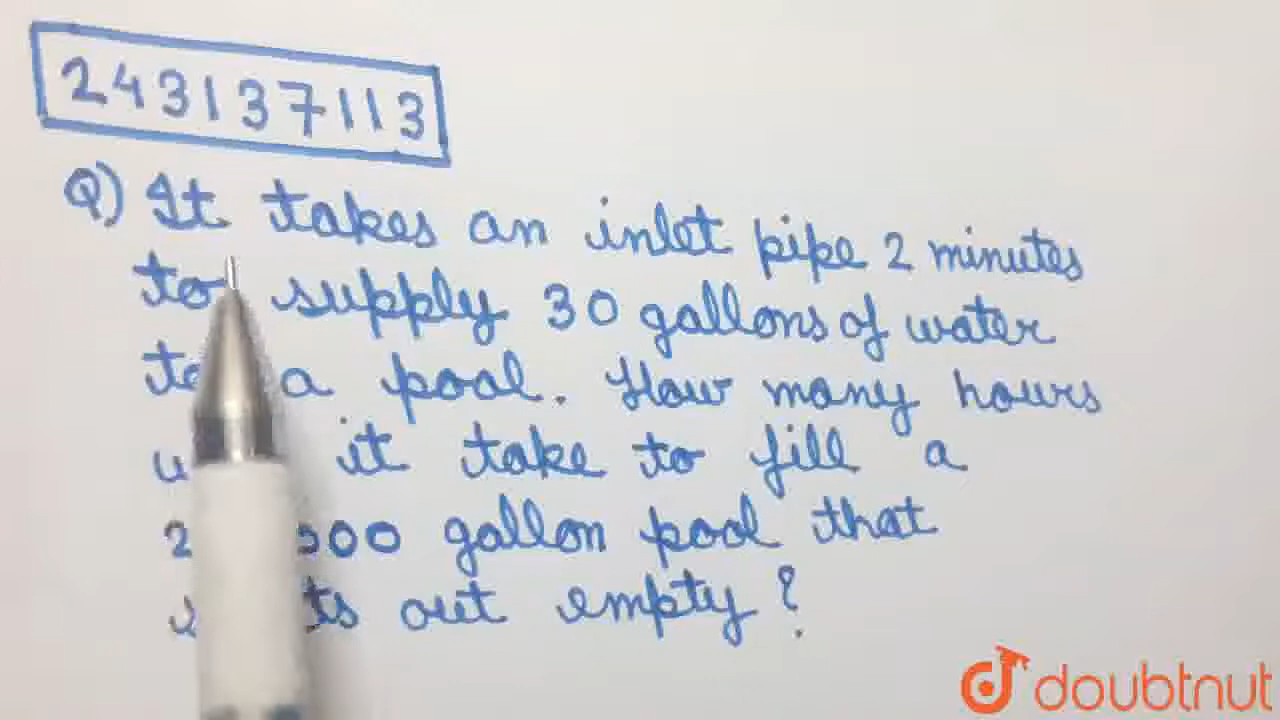 243137113
Q) It takes an inlet pipe 2 minutes
to supply 30 gallons of water
a pool. How many hours
it take to fill a
gallon pool that
out empty?
doubtnut